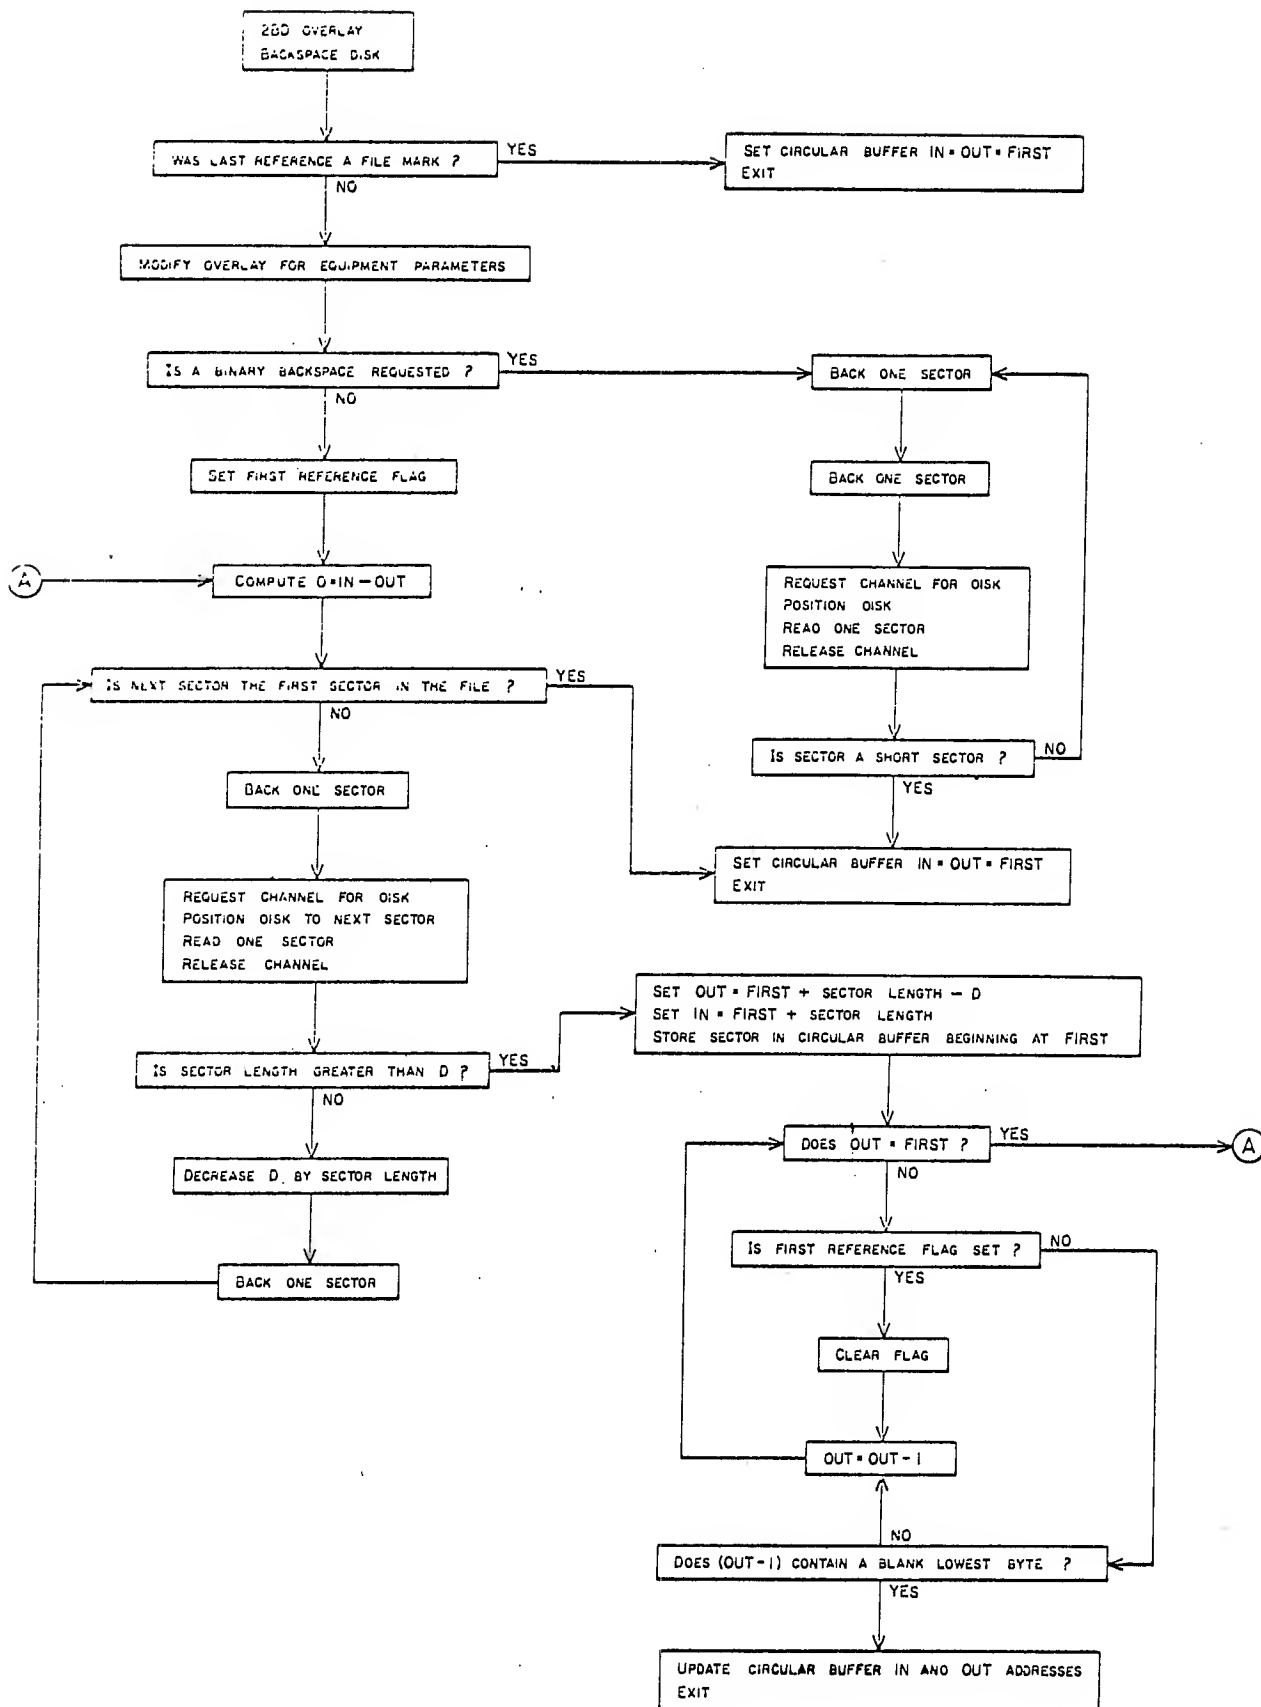 2BD OVERLAY
BACKSPACE DISK
WAS LAST REFERENCE A FILE MARK ?
YES
SET CIRCULAR BUFFER IN = OUT = FIRST
EXIT
NO
MODIFY OVERLAY FOR EQUIPMENT PARAMETERS
IS A BINARY BACKSPACE REQUESTED ?
YES
BACK ONE SECTOR
NO
SET FIRST REFERENCE FLAG
BACK ONE SECTOR
A
COMPUTE D = IN - OUT
REQUEST CHANNEL FOR DISK
POSITION DISK
READ ONE SECTOR
RELEASE CHANNEL
IS NEXT SECTOR THE FIRST SECTOR IN THE FILE ?
YES
NO
IS SECTOR A SHORT SECTOR ?
NO
YES
BACK ONE SECTOR
SET CIRCULAR BUFFER IN = OUT = FIRST
EXIT
REQUEST CHANNEL FOR DISK
POSITION DISK TO NEXT SECTOR
READ ONE SECTOR
RELEASE CHANNEL
SET OUT = FIRST + SECTOR LENGTH - D
SET IN = FIRST + SECTOR LENGTH
STORE SECTOR IN CIRCULAR BUFFER BEGINNING AT FIRST
IS SECTOR LENGTH GREATER THAN D ?
YES
NO
DOES OUT = FIRST ?
YES
A
NO
DECREASE D BY SECTOR LENGTH
IS FIRST REFERENCE FLAG SET ?
NO
YES
BACK ONE SECTOR
CLEAR FLAG
OUT = OUT - 1
NO
DOES (OUT - 1) CONTAIN A BLANK LOWEST BYTE ?
YES
UPDATE CIRCULAR BUFFER IN AND OUT ADDRESSES
EXIT